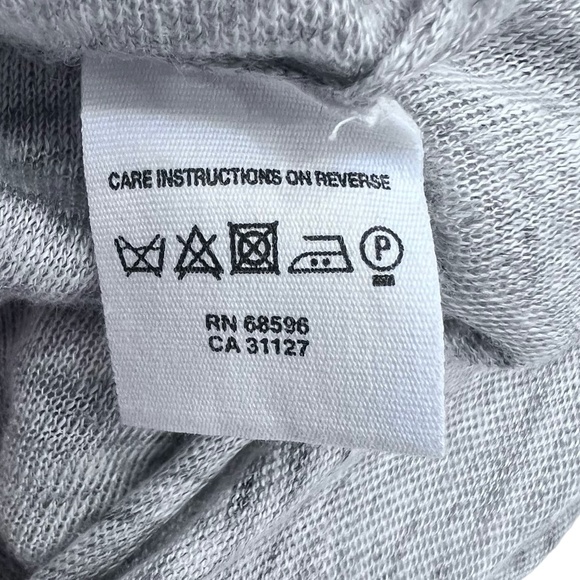 CARE INSTRUCTIONS ON REVERSE
P
RN 68596
CA 31127